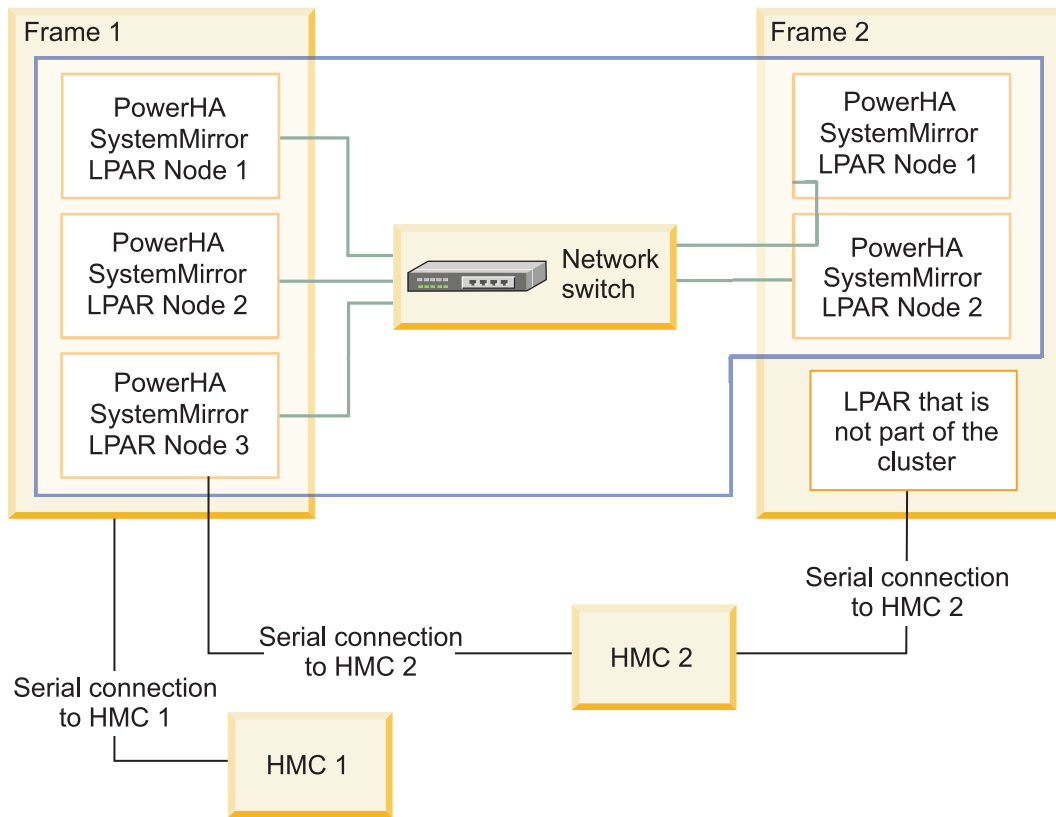 Frame 1
PowerHA
SystemMirror
LPAR Node 1
PowerHA
SystemMirror
LPAR Node 2
PowerHA
SystemMirror
LPAR Node 3
Network
switch
Frame 2
PowerHA
SystemMirror
LPAR Node 1
PowerHA
SystemMirror
LPAR Node 2
LPAR that is
not part of the
cluster
Serial connection
to HMC 2
Serial connection
to HMC 2
HMC 2
Serial connection
to HMC 1
HMC 1